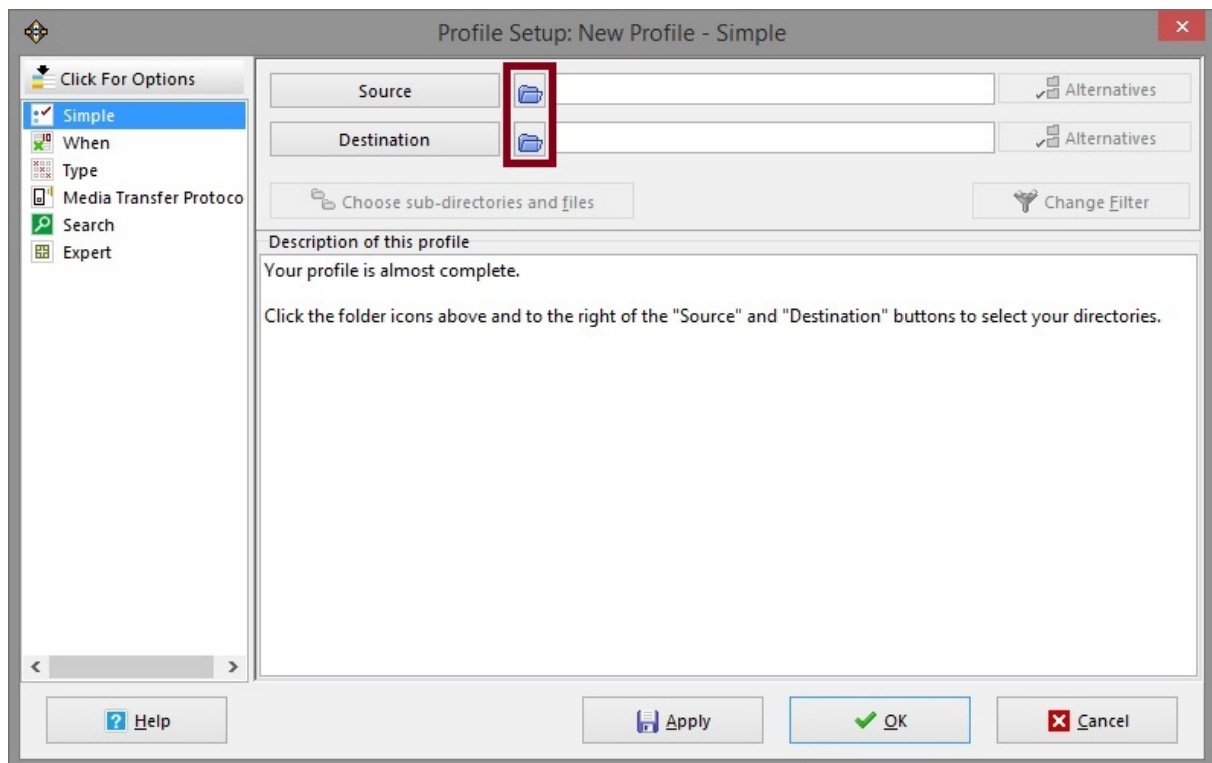 Profile Setup: New Profile - Simple
Click For Options
Simple
When
Type
Media Transfer Protoco
Search
Expert
Source
Alternatives
Destination
Alternatives
Choose sub-directories and files
Change Filter
Description of this profile
Your profile is almost complete.
Click the folder icons above and to the right of the "Source" and "Destination" buttons to select your directories.
Help
Apply
OK
Cancel